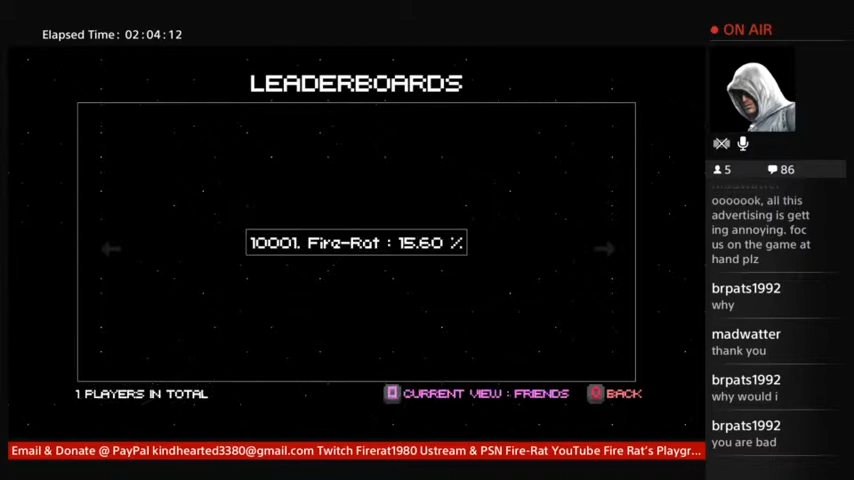 Elapsed Time: 02:04:12
ON AIR
LEADERBOARDS
5 86
ooooook, all this
advertising is gett
ing annoying. foc
us on the game at
hand plz
10001. Fire-Rat : 15.60 %
brpats1992
why
madwatter
thank you
brpats1992
why would i
brpats1992
you are bad
1 PLAYERS IN TOTAL
CURRENT VIEW : FRIENDS
BACK
Email & Donate @ PayPal kindhearted3380@gmail.com Twitch Firerat1980 Ustream & PSN Fire-Rat YouTube Fire Rat's Playgr...